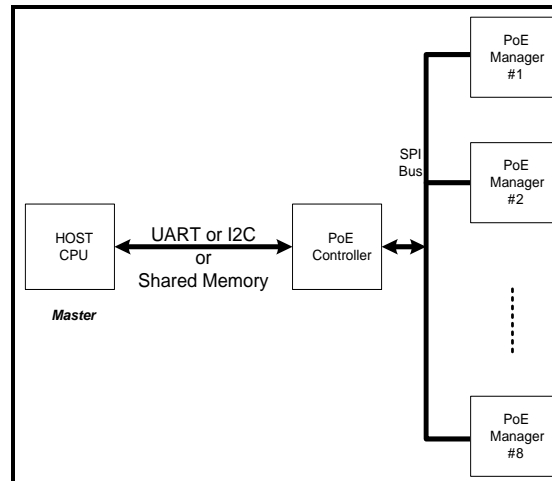 PoE
Manager
#1
SPI
Bus
PoE
Manager
#2
HOST
CPU
UART or I2C
or
Shared Memory
PoE
Controller
Master
PoE
Manager
#8